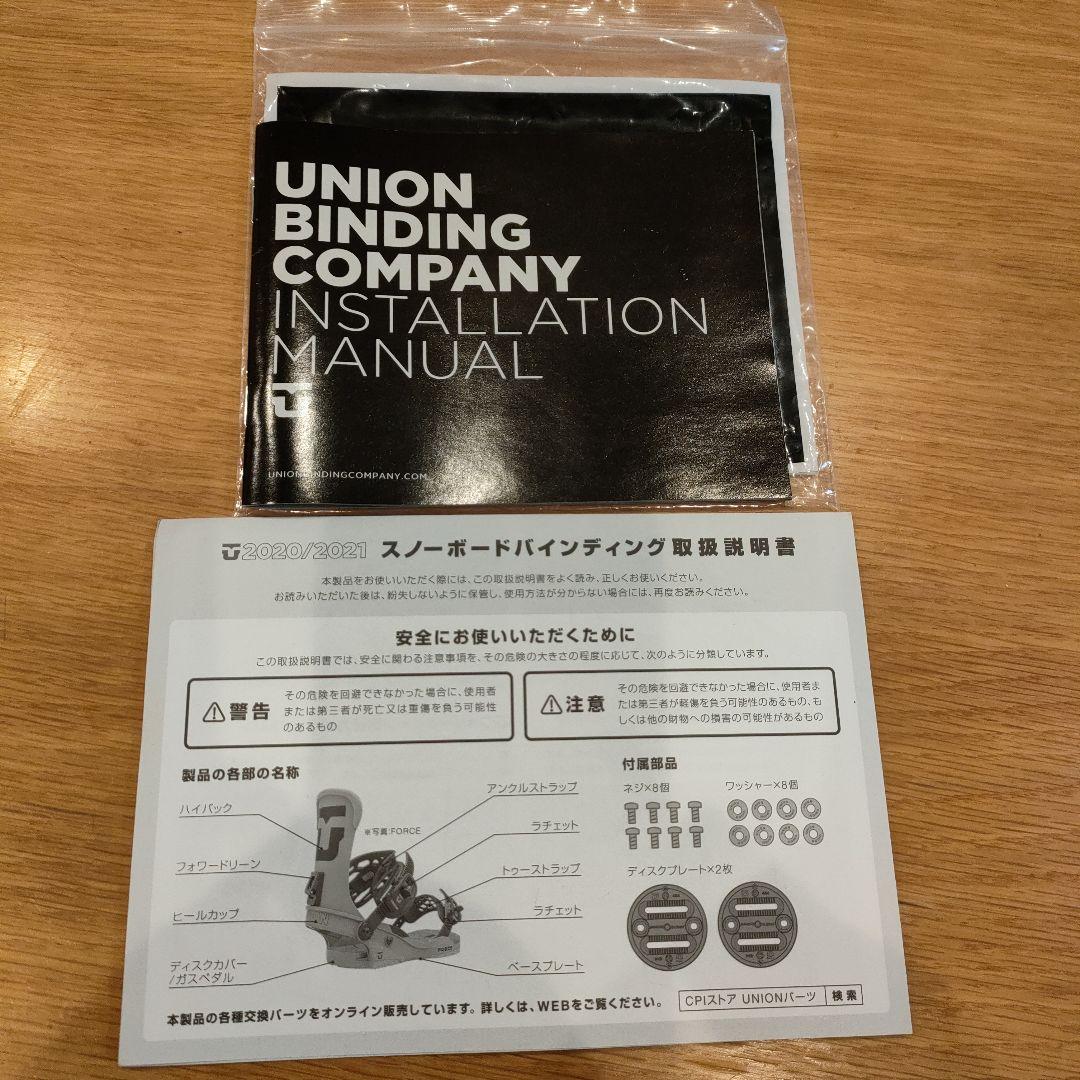 UNION
BINDING
COMPANY
INSTALLATION
MANUAL
UNIONBINDINGCOMPANY.COM
2020/2021 スノーボードバインディング取扱説明書
本製品をお使いいただく際には、この取扱説明書をよく読み、正しくお使いください。
お読みいただいた後は、紛失しないように保管し、使用方法が分からない場合には、再度お読みください。
安全にお使いいただくために
この取扱説明書では、安全に関わる注意事項を、その危険の大きさの程度に応じて、次のように分類しています。
警告
その危険を回避できなかった場合に、使用者
または第三者が死亡又は重傷を負う可能性
のあるもの
注意
その危険を回避できなかった場合に、使用者ま
たは第三者が軽傷を負う可能性のあるもの、も
しくは他の財物への損害の可能性があるもの
製品の各部の名称
ハイバック
フォワードリーン
ヒールカップ
ディスクカバー
/ガスペダル
※写真:FORCE
アンクルストラップ
ラチェット
トゥーストラップ
ラチェット
ベースプレート
FORCE
付属部品
ネジ×8個
ワッシャー×8個
ディスクプレート×2枚
本製品の各種交換パーツをオンライン販売しています。詳しくは、WEBをご覧ください。
CPIストア UNIONパーツ 検索